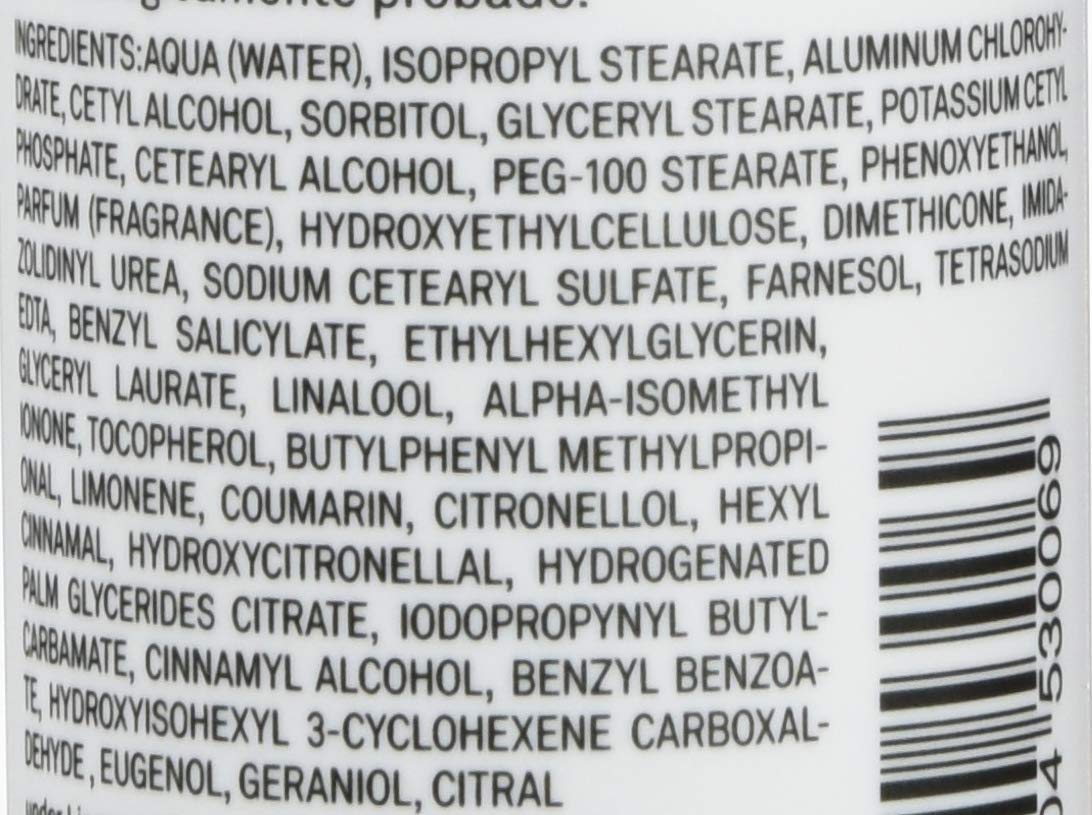 probado.
INGREDIENTS:AQUA (WATER), ISOPROPYL STEARATE, ALUMINUM CHLOROHY-
DRATE, CETYL ALCOHOL, SORBITOL, GLYCERYL STEARATE, POTASSIUM CETYL
PHOSPHATE, CETEARYL ALCOHOL, PEG-100 STEARATE, PHENOXYETHANOL,
PARFUM (FRAGRANCE), HYDROXYETHYLCELLULOSE, DIMETHICONE, IMIDA-
ZOLIDINYL UREA, SODIUM CETEARYL SULFATE, FARNESOL, TETRASODIUM
EDTA, BENZYL SALICYLATE, ETHYLHEXYLGLYCERIN,
GLYCERYL LAURATE, LINALOOL, ALPHA-ISOMETHYL
IONONE, TOCOPHEROL, BUTYLPHENYL METHYLPROPI-
ONAL, LIMONENE, COUMARIN, CITRONELLOL, HEXYL
CINNAMAL, HYDROXYCITRONELLAL, HYDROGENATED
PALM GLYCERIDES CITRATE, IODOPROPYNYL BUTYL-
CARBAMATE, CINNAMYL ALCOHOL, BENZYL BENZOA-
TE, HYDROXYISOHEXYL 3-CYCLOHEXENE CARBOXAL-
DEHYDE, EUGENOL, GERANIOL, CITRAL
under
04 530069